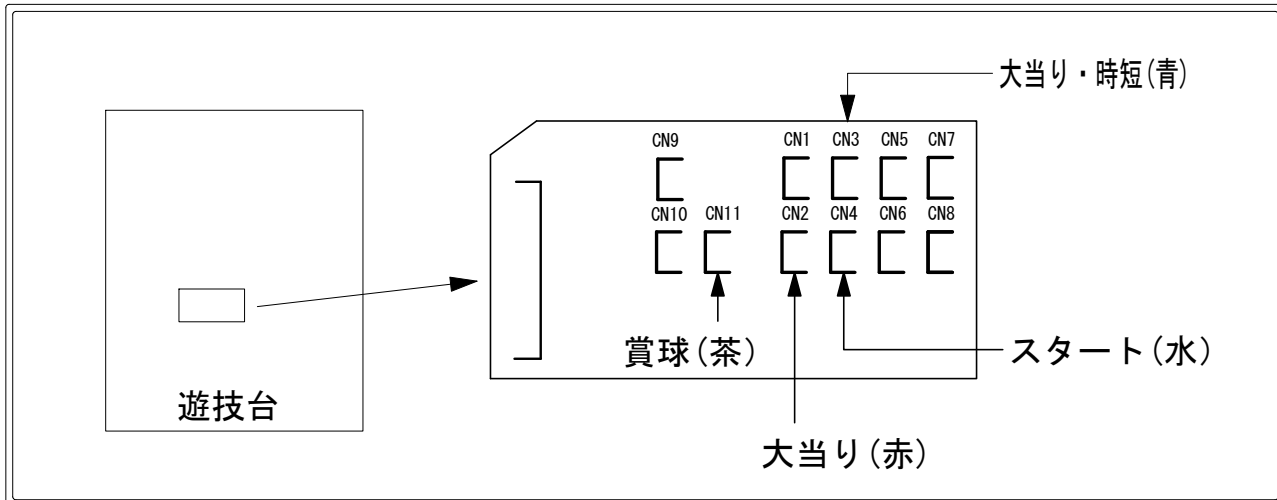 大当り・時短(青)
CN9 CN1 CN3 CN5 CN7
CN10 CN11 CN2 CN4 CN6 CN8
賞球(茶)
スタート(水)
遊技台
大当り(赤)